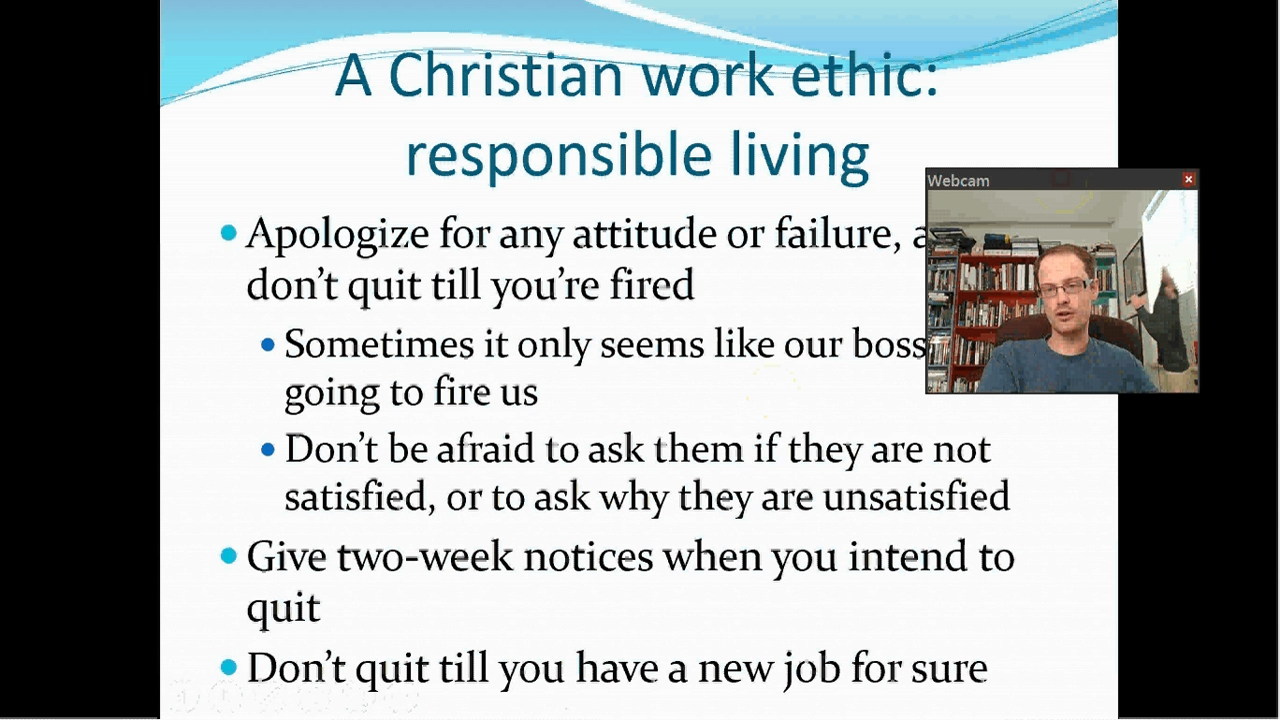 A Christian work ethic:
responsible living
Webcam
Apologize for any attitude or failure,
don't quit till you're fired
Sometimes it only seems like our boss
going to fire us
Don't be afraid to ask them if they are not
satisfied, or to ask why they are unsatisfied
Give two-week notices when you intend to
quit
Don't quit till you have a new job for sure